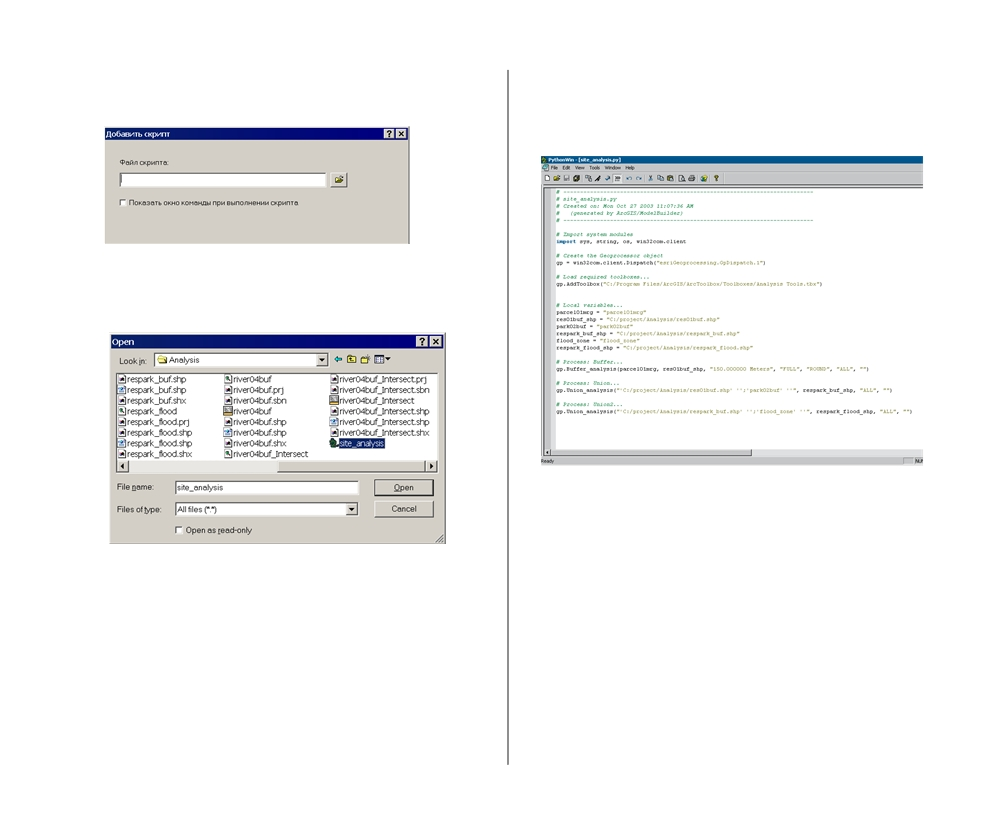 Добавить скрипт
Файл скрипта:
Показать окно команды при выполнении скрипта
Open
Look in:
Analysis
respark_buf.shp
respark_buf.shp
respark_buf.shx
respark_flood
respark_flood.prj
respark_flood.shp
respark_flood.shp
respark_flood.shx
river04buf
river04buf.prj
river04buf.sbn
river04buf
river04buf.shp
river04buf.shp
river04buf.shx
river04buf_Intersect
river04buf_Intersect.prj
river04buf_Intersect.sbn
river04buf_Intersect
river04buf_Intersect.shp
river04buf_Intersect.shp
river04buf_Intersect.shx
site_analysis
File name:
site_analysis
Open
Files of type:
All files (*.*)
Cancel
Open as read-only
PythonWin - [site_analysis.py]
File Edit View Tools Window Help
# ---------------------------------------------------------------------------
# site_analysis.py
# Created on: Mon Oct 27 2003 11:07:36 AM
#   (generated by ArcGIS/ModelBuilder)
# ---------------------------------------------------------------------------
# Import system modules
import sys, string, os, win32com.client
# Create the Geoprocessor object
gp = win32com.client.Dispatch("esriGeoprocessing.GpDispatch.1")
# Load required toolboxes...
gp.AddToolbox("C:/Program Files/ArcGIS/ArcToolbox/Toolboxes/Analysis Tools.tbx")
# Local variables...
parcel01mrg = "parcel01mrg"
res01buf_shp = "C:/project/Analysis/res01buf.shp"
park02buf = "park02buf"
respark_buf_shp = "C:/project/Analysis/respark_buf.shp"
flood_zone = "flood_zone"
respark_flood_shp = "C:/project/Analysis/respark_flood.shp"
# Process: Buffer...
gp.Buffer_analysis(parcel01mrg, res01buf_shp, "150.000000 Meters", "FULL", "ROUND", "ALL", "")
# Process: Union...
gp.Union_analysis("'C:/project/Analysis/res01buf.shp' '';'park02buf' ''", respark_buf_shp, "ALL", "")
# Process: Union2...
gp.Union_analysis("'C:/project/Analysis/respark_buf.shp' '';'flood_zone' ''", respark_flood_shp, "ALL", "")
Ready